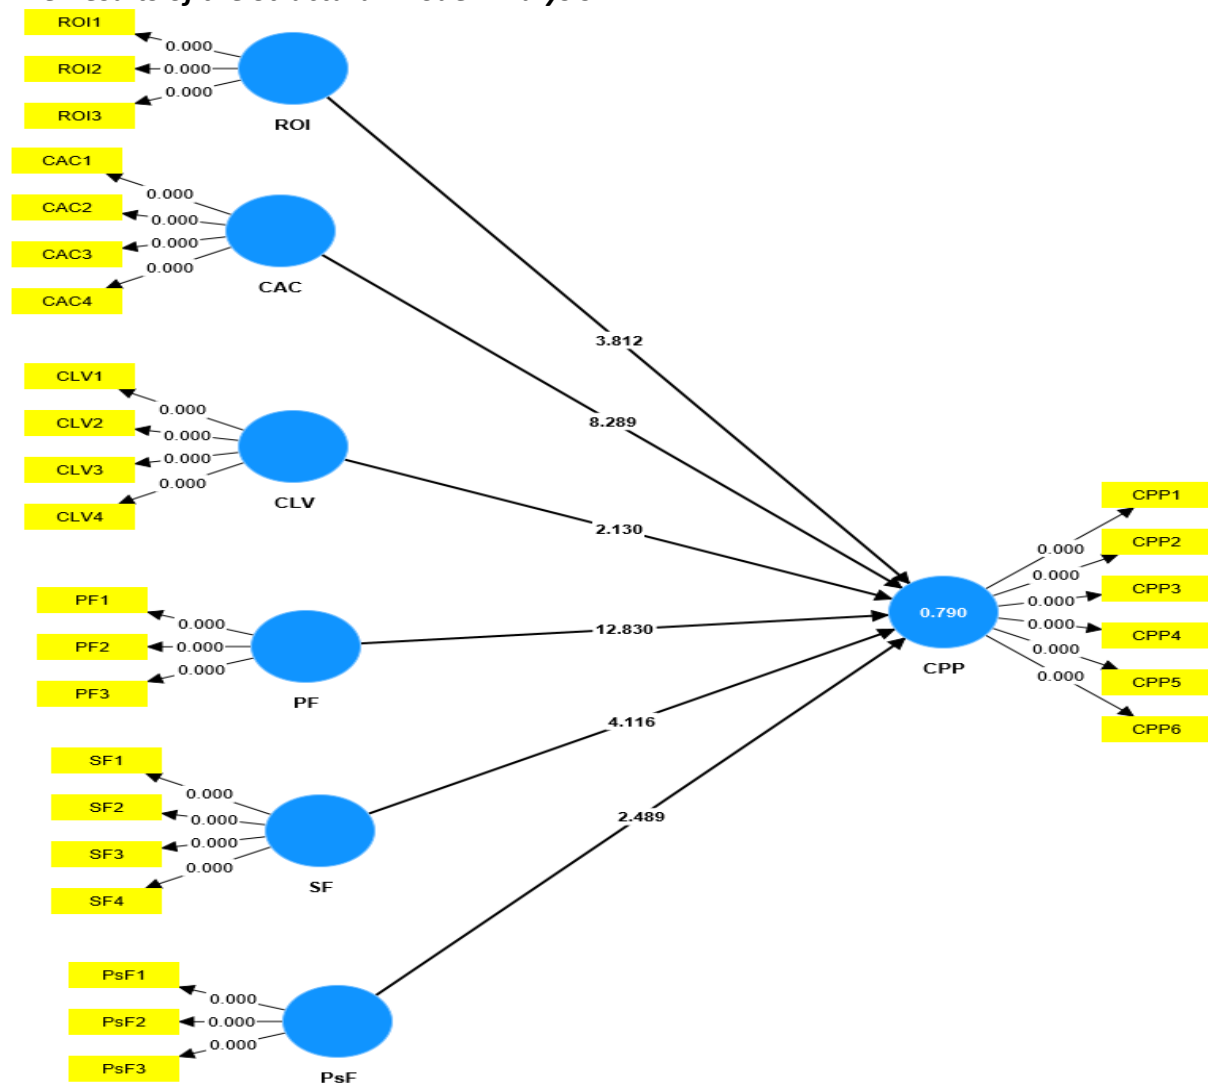 ROI1
0.000
ROI2
0.000
ROI3
0.000
ROI
CAC1
0.000
CAC2
0.000
CAC3
0.000
CAC4
0.000
CAC
CLV1
0.000
CLV2
0.000
CLV3
0.000
CLV4
0.000
CLV
PF1
0.000
PF2
0.000
PF3
0.000
PF
SF1
0.000
SF2
0.000
SF3
0.000
SF4
0.000
SF
PsF1
0.000
PsF2
0.000
PsF3
0.000
PsF
3.812
8.289
2.130
12.830
4.116
2.489
0.790
CPP
CPP1
0.000
CPP2
0.000
CPP3
0.000
CPP4
0.000
CPP5
0.000
CPP6
0.000